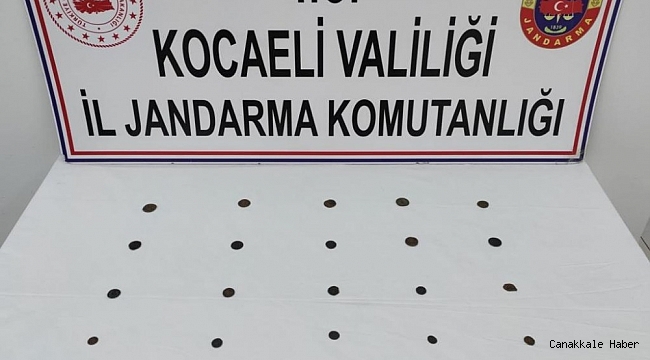 KOCAELİ VALİLİĞİ
İL JANDARMA KOMUTANLIĞI
JANDARMA
Canakkale Haber